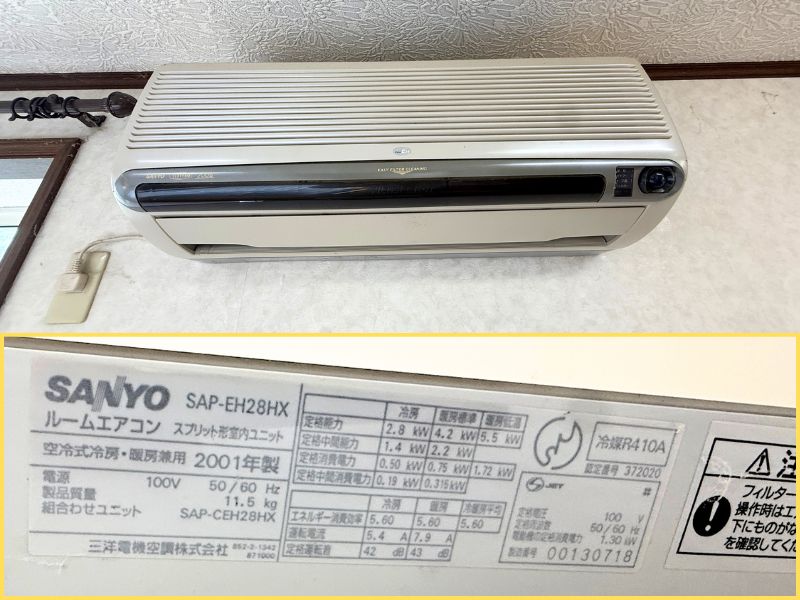 SANYO
EASY FILTER CLEANING
SANYO SAP-EH28HX
ルームエアコン スプリット形室内ユニット
空冷式冷房・暖房兼用 2001年製
電源 100V 50/60 Hz
製品質量 11.5 kg
組合わせユニット SAP-CEH28HX
三洋電機空調株式会社 852-2-1342
871000
冷房 暖房標準 暖房低温
定格能力 2.8 kW 4.2 kW 5.5 kW
定格中間能力 1.4 kW 2.2 kW
定格消費電力 0.50 kW 0.75 kW 1.72 kW
定格中間消費電力 0.19 kW 0.315kW
冷房 暖房 冷暖房平均
エネルギー消費効率 5.60 5.60 5.60
運転電流 5.4 A 7.9 A
定格運転音 42 dB 43 dB
冷媒R410A
認定番号 372020
JET
定格電圧 100 V
定格周波数 50/60 Hz
電動機の定格消費電力 1.30 kW
製造番号 00130718
注
フィルター
操作時はエ
下にものがな
を確認してくだ